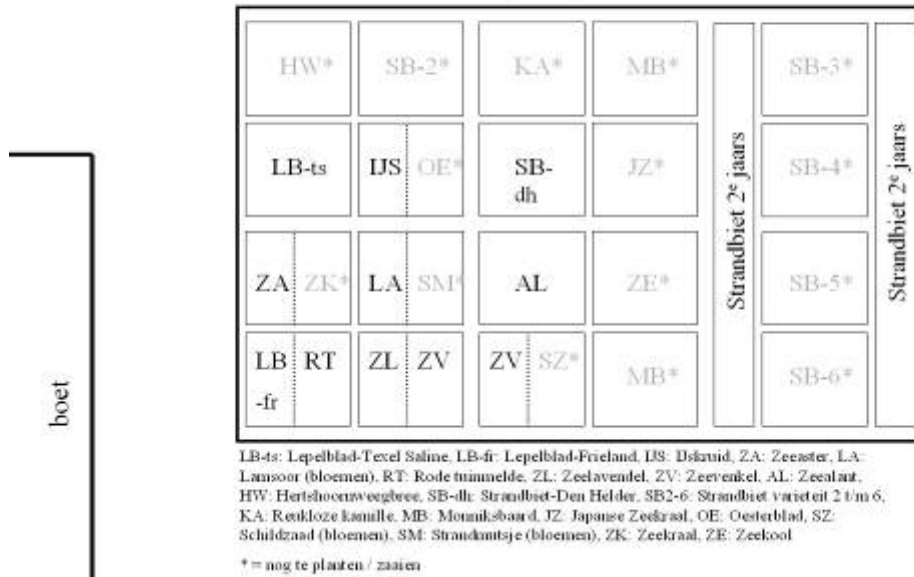 HW* SB-2* KA* MB* SB-3*
LB-ts IJS OE* SB-dh JZ* SB-4*
ZA ZK* LA SM* AL ZE* SB-5*
LB-fr RT ZL ZV ZV SZ* MB* SB-6*
Strandbiet 2e jaars
Strandbiet 2e jaars
boet
LB-ts: Lepelblad-Texel Saline, LB-fr: Lepelblad-Frieland, IJS: IJskruid, ZA: Zeeaster, LA:
Lamsoor (bloemen), RT: Rode tuinmelde, ZL: Zeelavendel, ZV: Zeevenkel, AL: Zeealant,
HW: Hertshoornweegbree, SB-dh: Strandbiet-Den Helder, SB2-6: Strandbiet varieteit 2 t/m 6,
KA: Reukloze kamille, MB: Monniksbaard, JZ: Japanse Zeekraal, OE: Oesterblad, SZ:
Schildzaad (bloemen), SM: Strandmutsje (bloemen), ZK: Zeekraal, ZE: Zeekool
* = nog te planten / zaaien